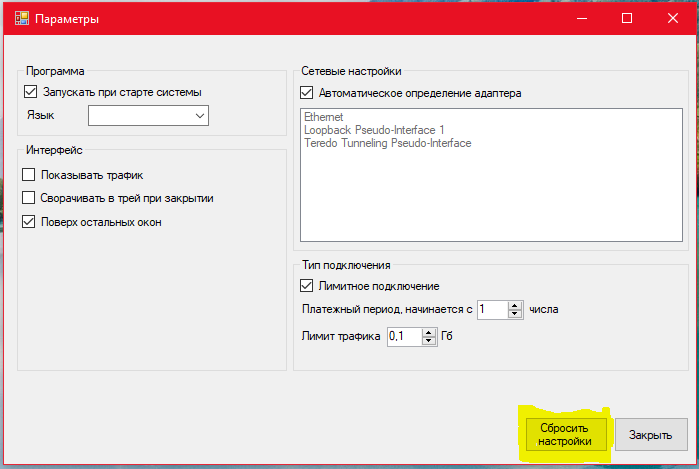 Параметры
Программа
Запускать при старте системы
Язык
Интерфейс
Показывать трафик
Сворачивать в трей при закрытии
Поверх остальных окон
Сетевые настройки
Автоматическое определение адаптера
Ethernet
Loopback Pseudo-Interface 1
Teredo Tunneling Pseudo-Interface
Тип подключения
Лимитное подключение
Платежный период, начинается с 1 числа
Лимит трафика 0,1 Гб
Сбросить
настройки
Закрыть